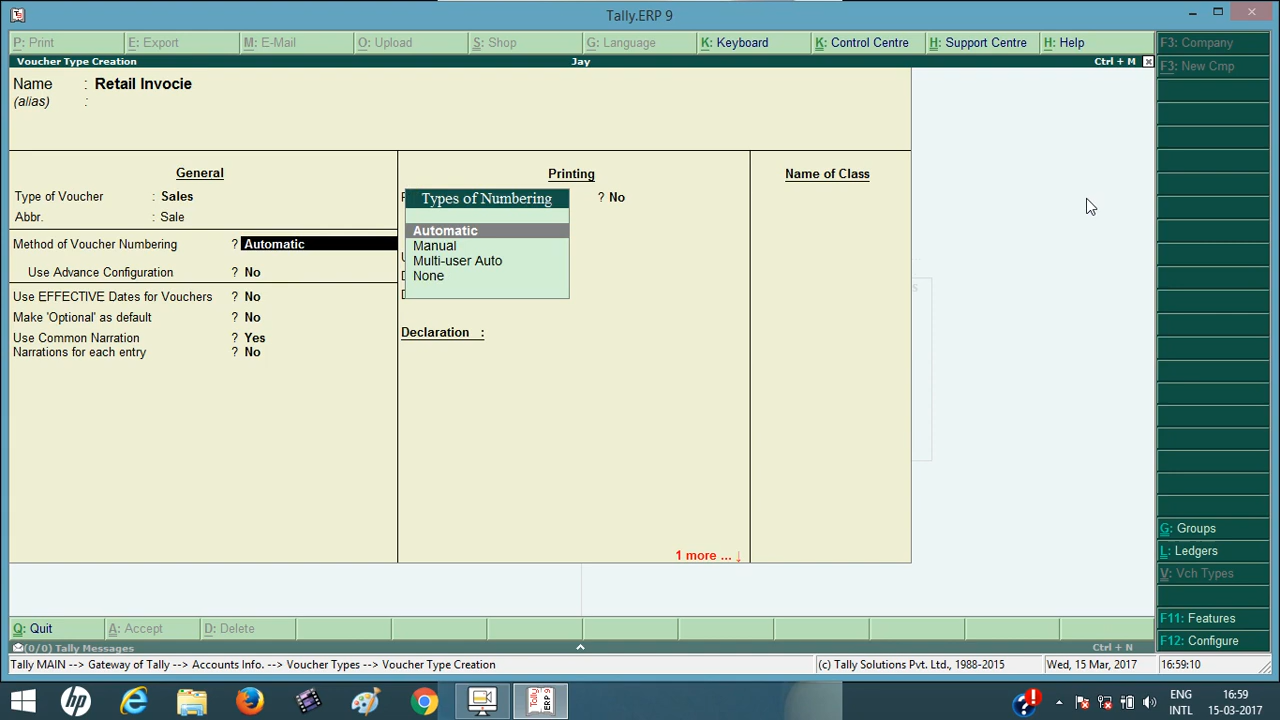 Tally.ERP 9
P: Print E: Export M: E-Mail O: Upload S: Shop G: Language K: Keyboard K: Control Centre H: Support Centre H: Help
F3: Company
F3: New Cmp
Voucher Type Creation Jay Ctrl + M
Name : Retail Invocie
(alias) :
General
Type of Voucher : Sales
Abbr. : Sale
Method of Voucher Numbering ? Automatic
Use Advance Configuration ? No
Use EFFECTIVE Dates for Vouchers ? No
Make 'Optional' as default ? No
Use Common Narration ? Yes
Narrations for each entry ? No
Printing
? No
Types of Numbering
Automatic
Manual
Multi-user Auto
None
Declaration :
1 more ... ↓
Name of Class
G: Groups
L: Ledgers
V: Vch Types
F11: Features
F12: Configure
Q: Quit A: Accept D: Delete
(0/0) Tally Messages Ctrl + N
Tally MAIN --> Gateway of Tally --> Accounts Info. --> Voucher Types --> Voucher Type Creation (c) Tally Solutions Pvt. Ltd., 1988-2015 Wed, 15 Mar, 2017 16:59:10
hp
Tally ERP 9
ENG 16:59
INTL 15-03-2017